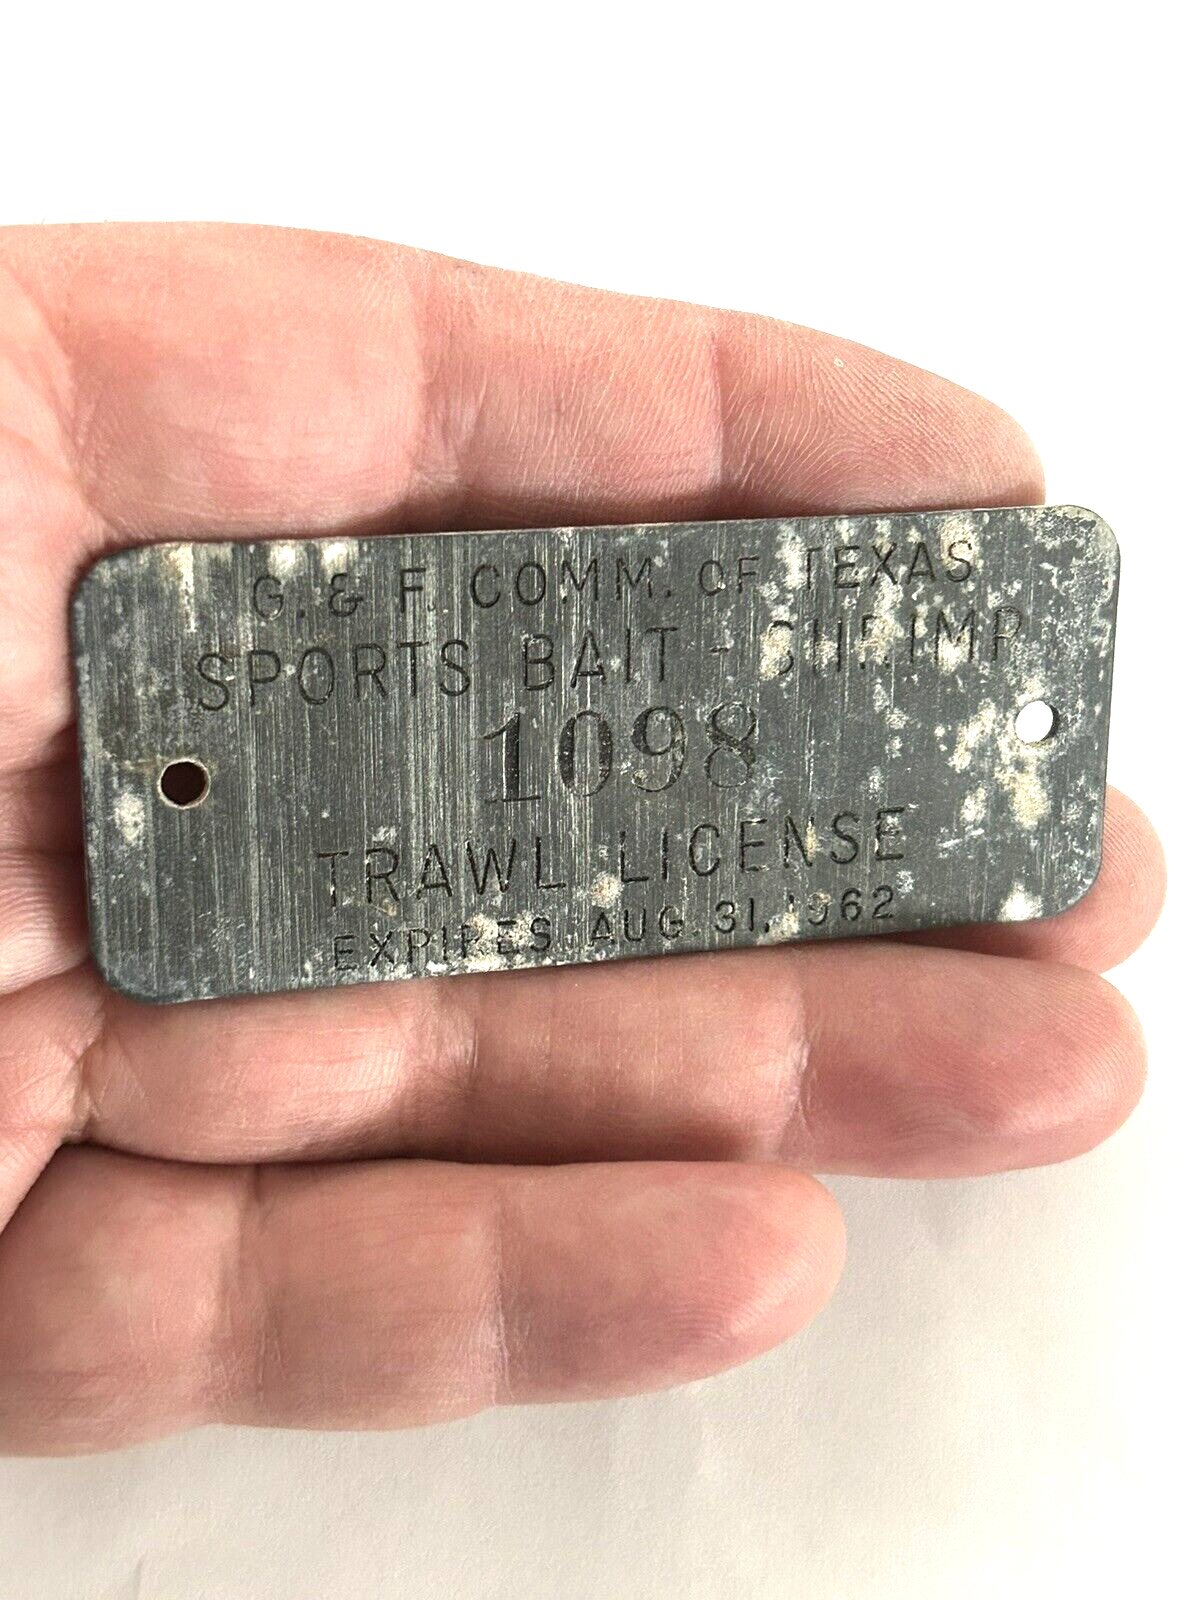 G. & F. COMM. OF TEXAS
SPORTS BAIT - SHRIMP
1098
TRAWL LICENSE
EXPIRES AUG. 31, 1962